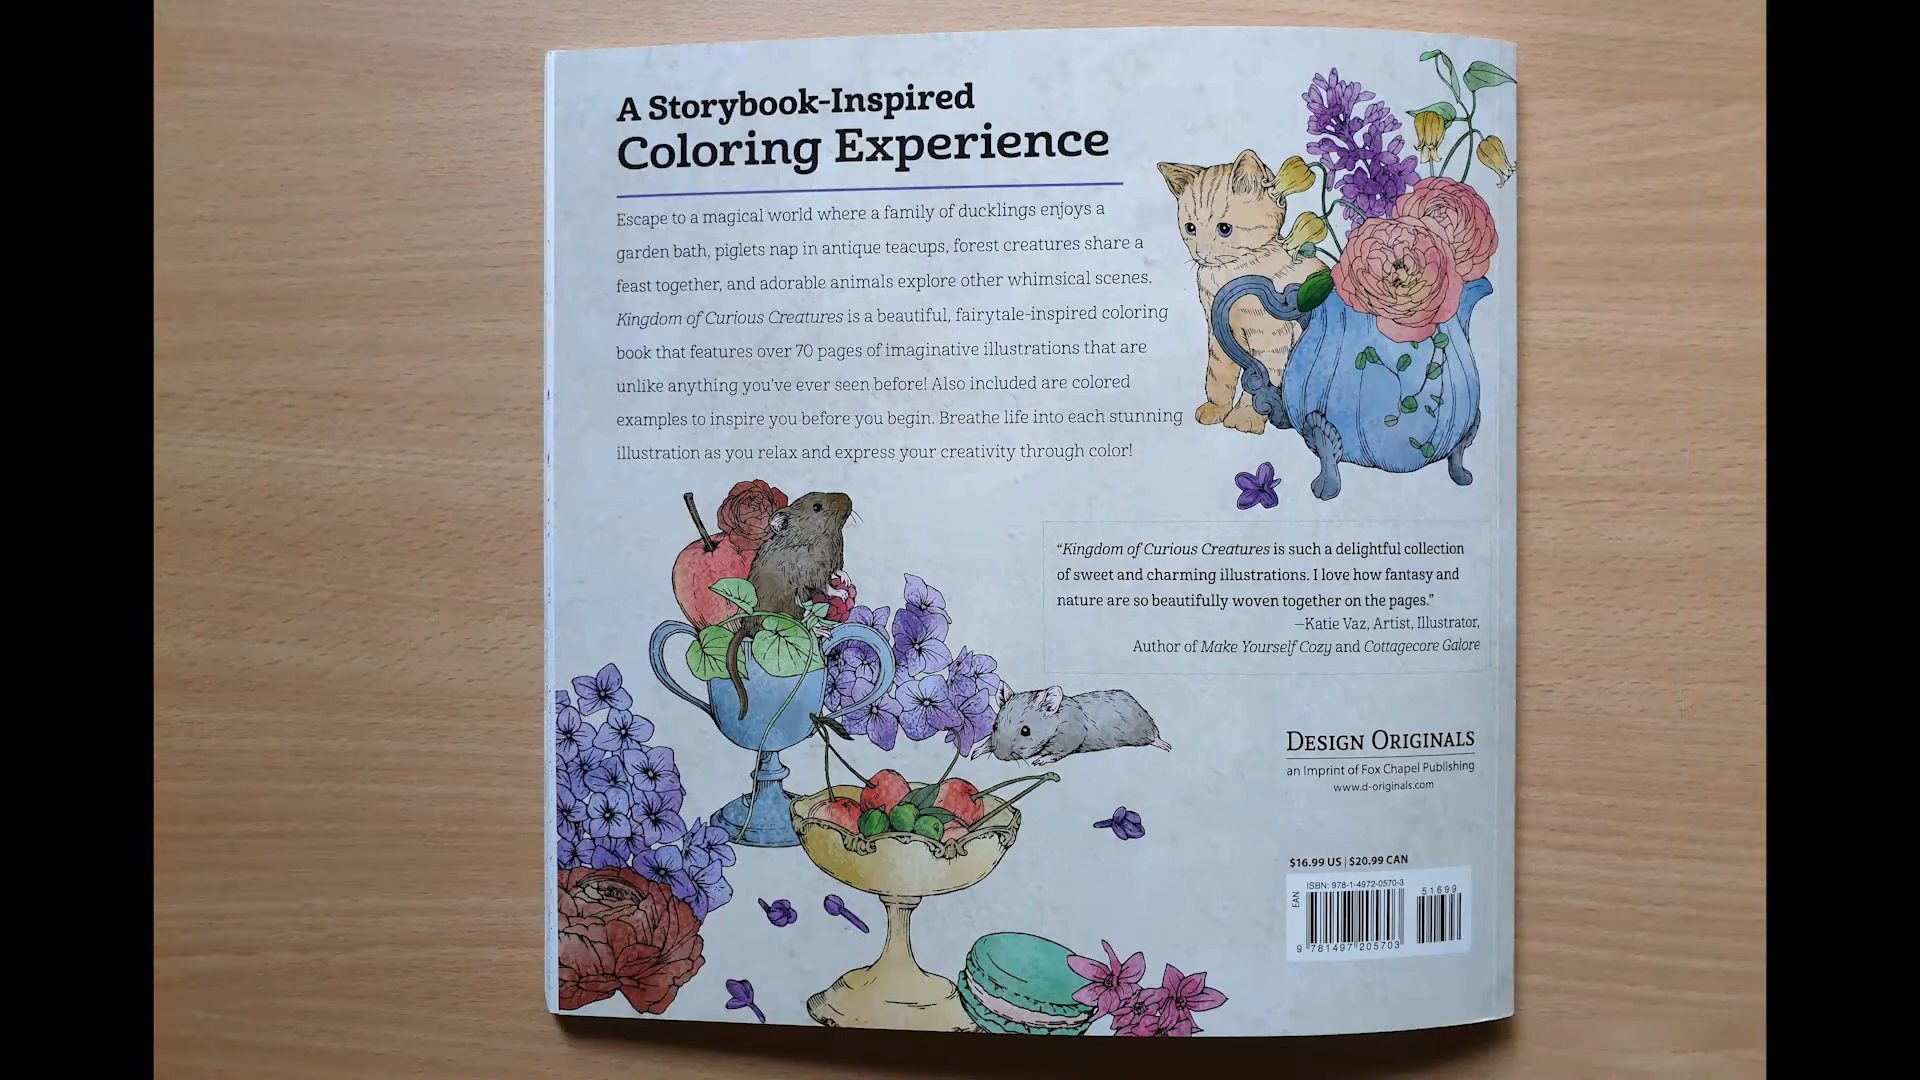 A Storybook-Inspired
Coloring Experience
Escape to a magical world where a family of ducklings enjoys a
garden bath, piglets nap in antique teacups, forest creatures share a
feast together, and adorable animals explore other whimsical scenes.
Kingdom of Curious Creatures is a beautiful, fairytale-inspired coloring
book that features over 70 pages of imaginative illustrations that are
unlike anything you've ever seen before! Also included are colored
examples to inspire you before you begin. Breathe life into each stunning
illustration as you relax and express your creativity through color!
“Kingdom of Curious Creatures is such a delightful collection
of sweet and charming illustrations. I love how fantasy and
nature are so beautifully woven together on the pages.”
—Katie Vaz, Artist, Illustrator,
Author of Make Yourself Cozy and Cottagecore Galore
DESIGN ORIGINALS
an Imprint of Fox Chapel Publishing
www.d-originals.com
$16.99 US | $20.99 CAN
ISBN: 978-1-4972-0570-3
51699
EAN
9 781497 205703